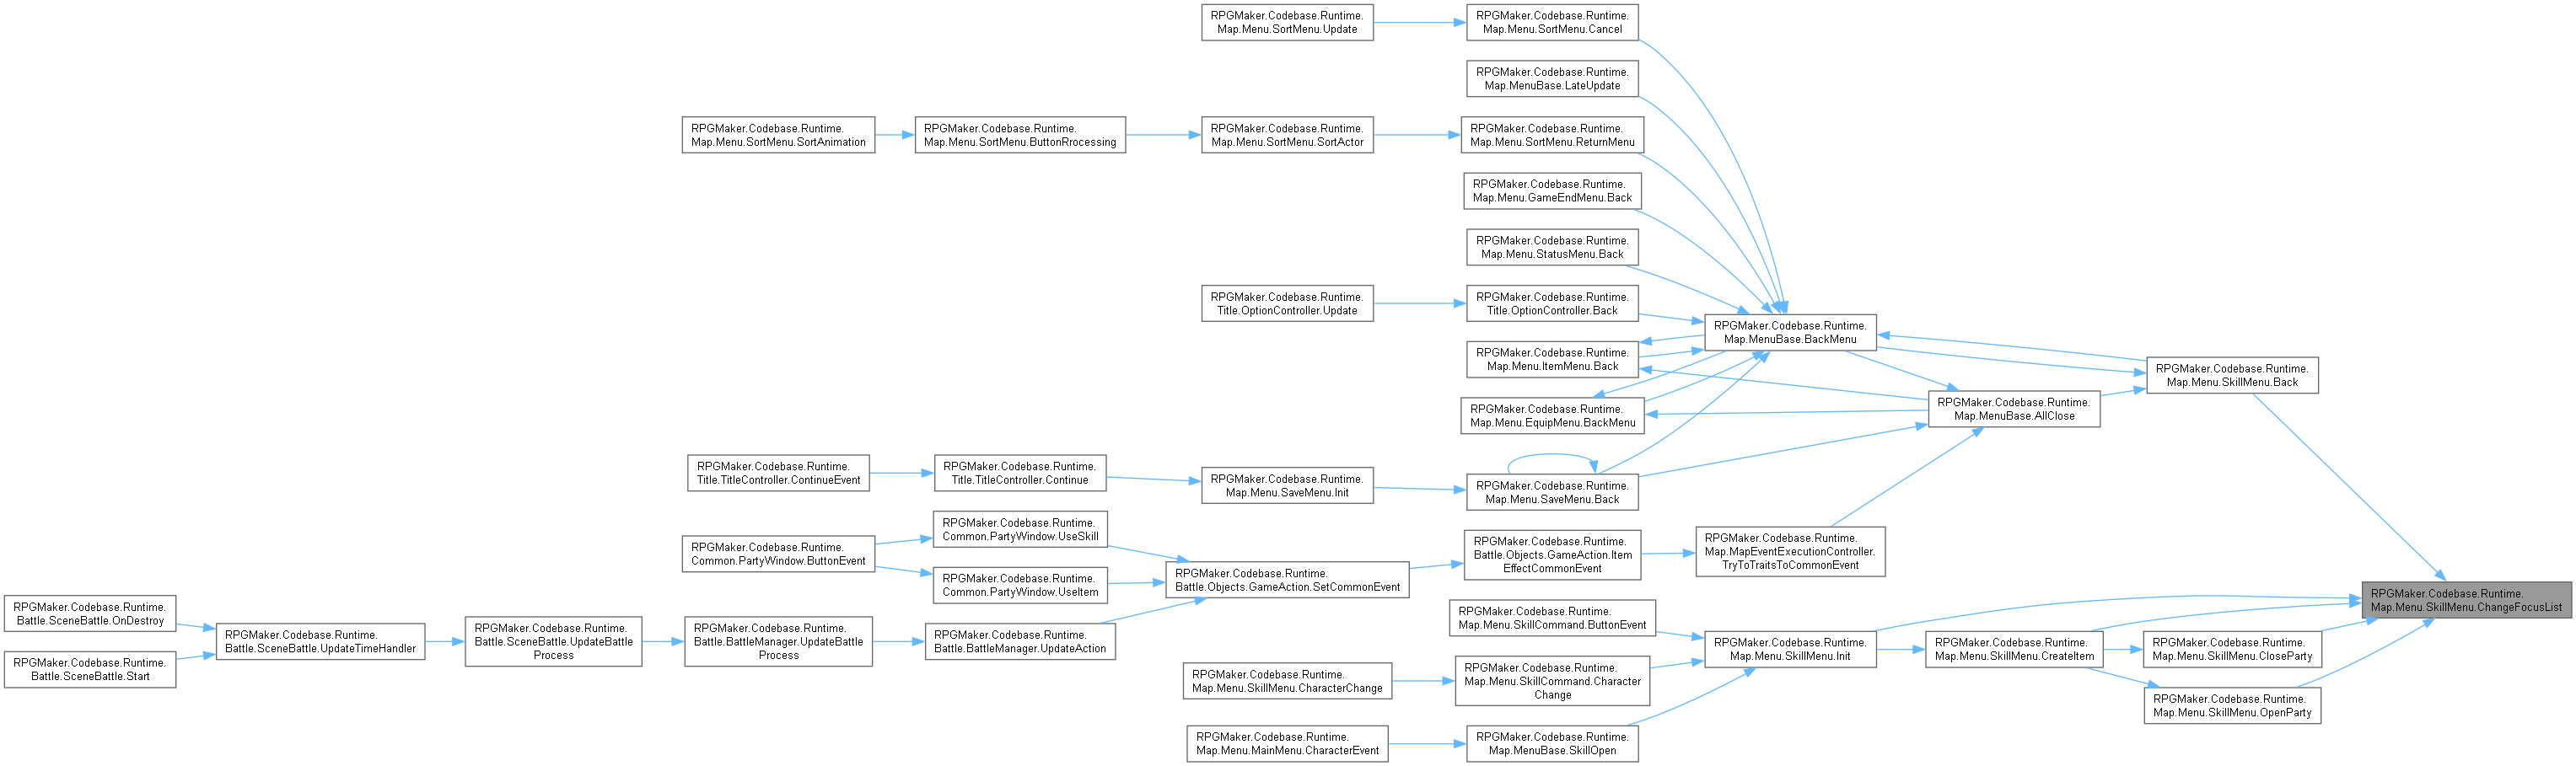 RPGMaker.Codebase.Runtime.
Map.Menu.SortMenu.Update
RPGMaker.Codebase.Runtime.
Map.Menu.SortMenu.Cancel
RPGMaker.Codebase.Runtime.
Map.MenuBase.LateUpdate
RPGMaker.Codebase.Runtime.
Map.Menu.SortMenu.SortAnimation
RPGMaker.Codebase.Runtime.
Map.Menu.SortMenu.ButtonRrocessing
RPGMaker.Codebase.Runtime.
Map.Menu.SortMenu.SortActor
RPGMaker.Codebase.Runtime.
Map.Menu.SortMenu.ReturnMenu
RPGMaker.Codebase.Runtime.
Map.Menu.GameEndMenu.Back
RPGMaker.Codebase.Runtime.
Map.Menu.StatusMenu.Back
RPGMaker.Codebase.Runtime.
Title.OptionController.Update
RPGMaker.Codebase.Runtime.
Title.OptionController.Back
RPGMaker.Codebase.Runtime.
Map.MenuBase.BackMenu
RPGMaker.Codebase.Runtime.
Map.Menu.ItemMenu.Back
RPGMaker.Codebase.Runtime.
Map.Menu.SkillMenu.Back
RPGMaker.Codebase.Runtime.
Map.Menu.EquipMenu.BackMenu
RPGMaker.Codebase.Runtime.
Map.MenuBase.AllClose
RPGMaker.Codebase.Runtime.
Title.TitleController.ContinueEvent
RPGMaker.Codebase.Runtime.
Title.TitleController.Continue
RPGMaker.Codebase.Runtime.
Map.Menu.SaveMenu.Init
RPGMaker.Codebase.Runtime.
Map.Menu.SaveMenu.Back
RPGMaker.Codebase.Runtime.
Common.PartyWindow.UseSkill
RPGMaker.Codebase.Runtime.
Common.PartyWindow.ButtonEvent
RPGMaker.Codebase.Runtime.
Battle.Objects.GameAction.Item
EffectCommonEvent
RPGMaker.Codebase.Runtime.
Map.MapEventExecutionController.
TryToTraitsToCommonEvent
RPGMaker.Codebase.Runtime.
Common.PartyWindow.UseItem
RPGMaker.Codebase.Runtime.
Battle.Objects.GameAction.SetCommonEvent
RPGMaker.Codebase.Runtime.
Map.Menu.SkillMenu.ChangeFocusList
RPGMaker.Codebase.Runtime.
Battle.SceneBattle.OnDestroy
RPGMaker.Codebase.Runtime.
Battle.SceneBattle.UpdateTimeHandler
RPGMaker.Codebase.Runtime.
Battle.SceneBattle.UpdateBattle
Process
RPGMaker.Codebase.Runtime.
Battle.BattleManager.UpdateBattle
Process
RPGMaker.Codebase.Runtime.
Battle.BattleManager.UpdateAction
RPGMaker.Codebase.Runtime.
Map.Menu.SkillCommand.ButtonEvent
RPGMaker.Codebase.Runtime.
Map.Menu.SkillMenu.Init
RPGMaker.Codebase.Runtime.
Map.Menu.SkillMenu.CreateItem
RPGMaker.Codebase.Runtime.
Map.Menu.SkillMenu.CloseParty
RPGMaker.Codebase.Runtime.
Battle.SceneBattle.Start
RPGMaker.Codebase.Runtime.
Map.Menu.SkillMenu.CharacterChange
RPGMaker.Codebase.Runtime.
Map.Menu.SkillCommand.Character
Change
RPGMaker.Codebase.Runtime.
Map.Menu.SkillMenu.OpenParty
RPGMaker.Codebase.Runtime.
Map.Menu.MainMenu.CharacterEvent
RPGMaker.Codebase.Runtime.
Map.MenuBase.SkillOpen